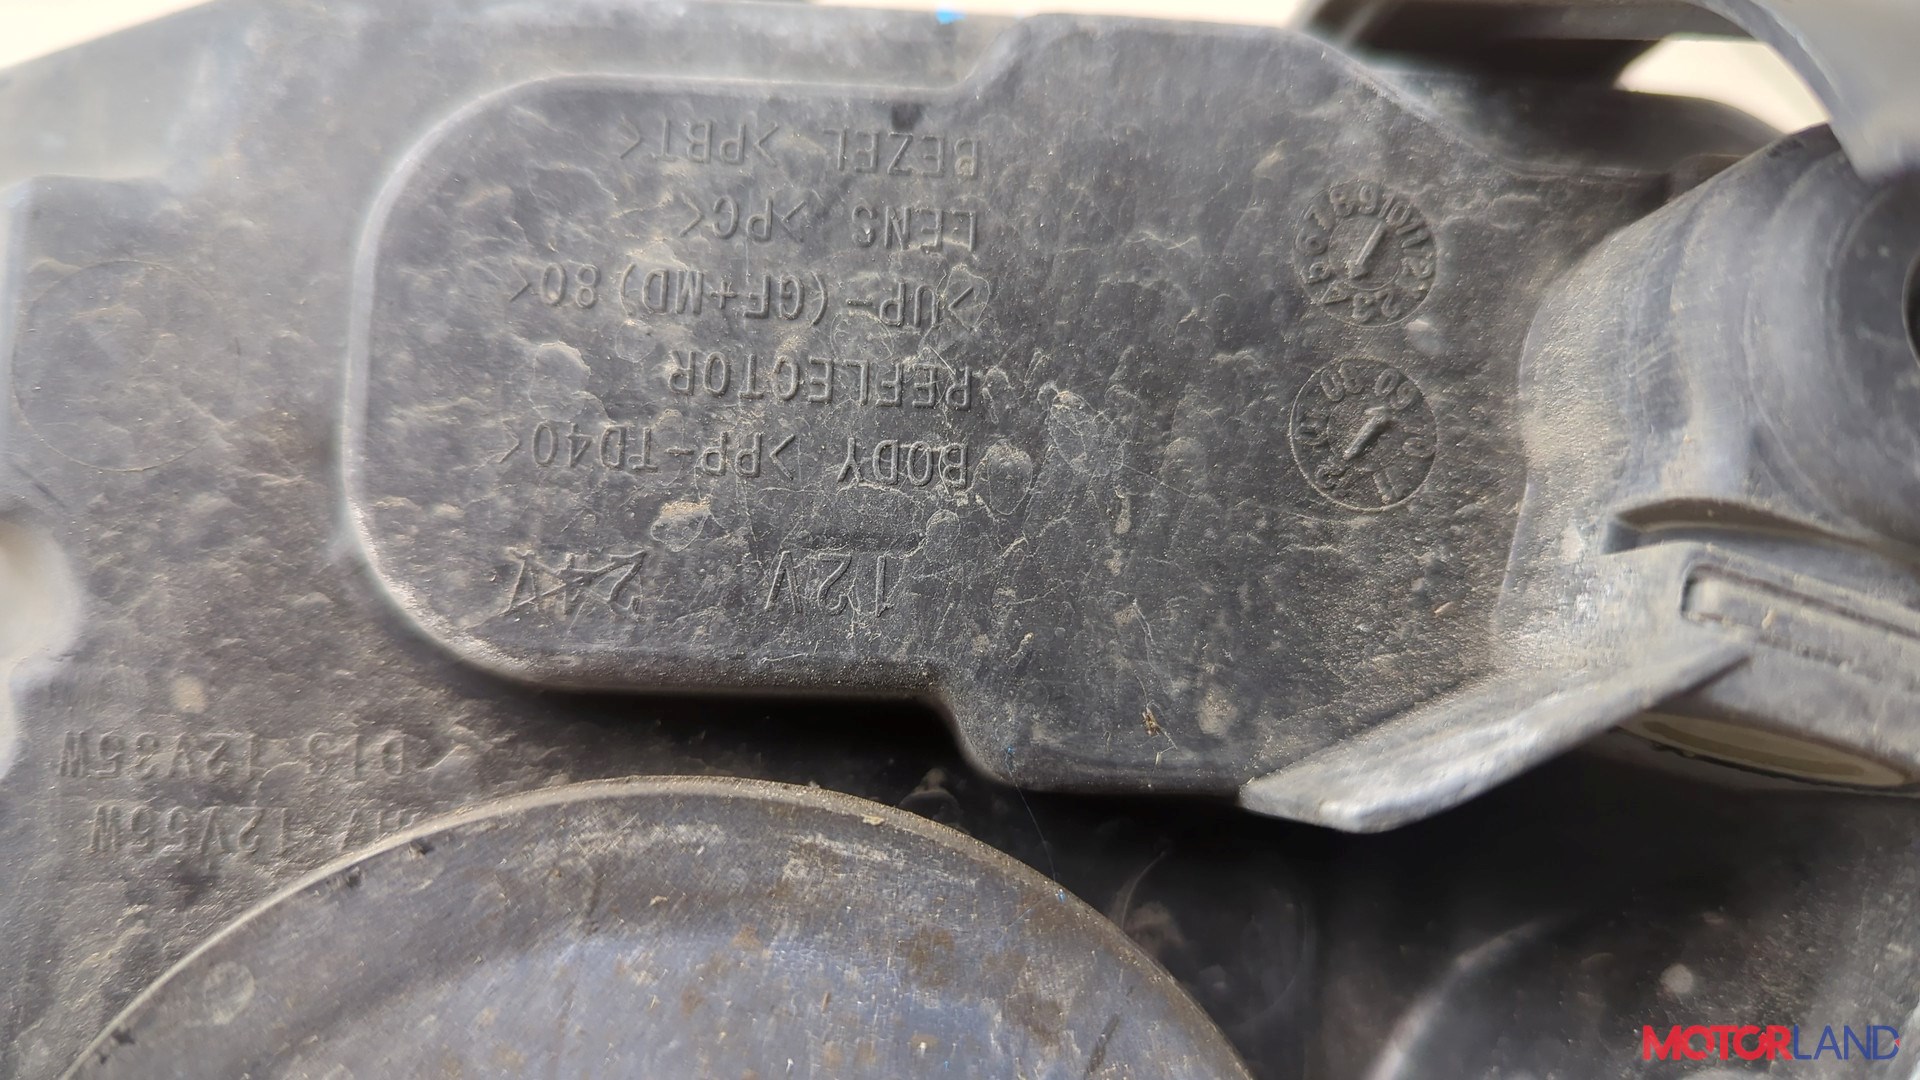 12V 24V
BODY >PP-TD40<
REFLECTOR
>UP-(GF+MD)80<
LENS >PC<
BEZEL >PBT<
12V55W
D1S 12V35W
MOTORLAND